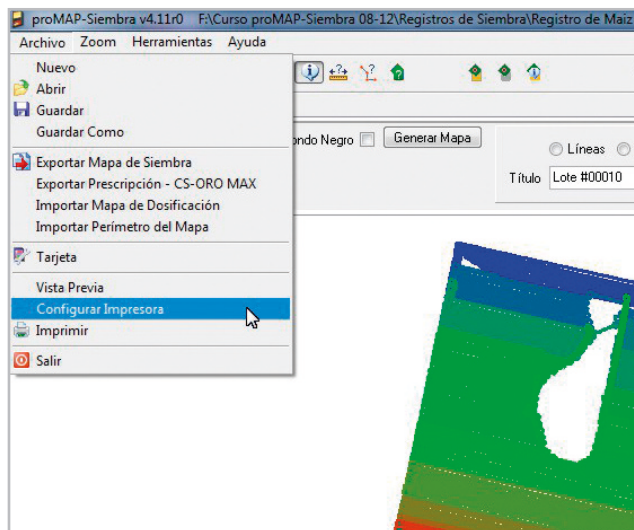 proMAP-Siembra v4.11r0 F:\Curso proMAP-Siembra 08-12\Registros de Siembra\Registro de Maiz
Archivo Zoom Herramientas Ayuda
Nuevo
Abrir
Guardar
Guardar Como
Exportar Mapa de Siembra
Exportar Prescripción - CS-ORO MAX
Importar Mapa de Dosificación
Importar Perímetro del Mapa
Tarjeta
Vista Previa
Configurar Impresora
Imprimir
Salir
ondo Negro
Generar Mapa
Líneas
Título Lote #00010